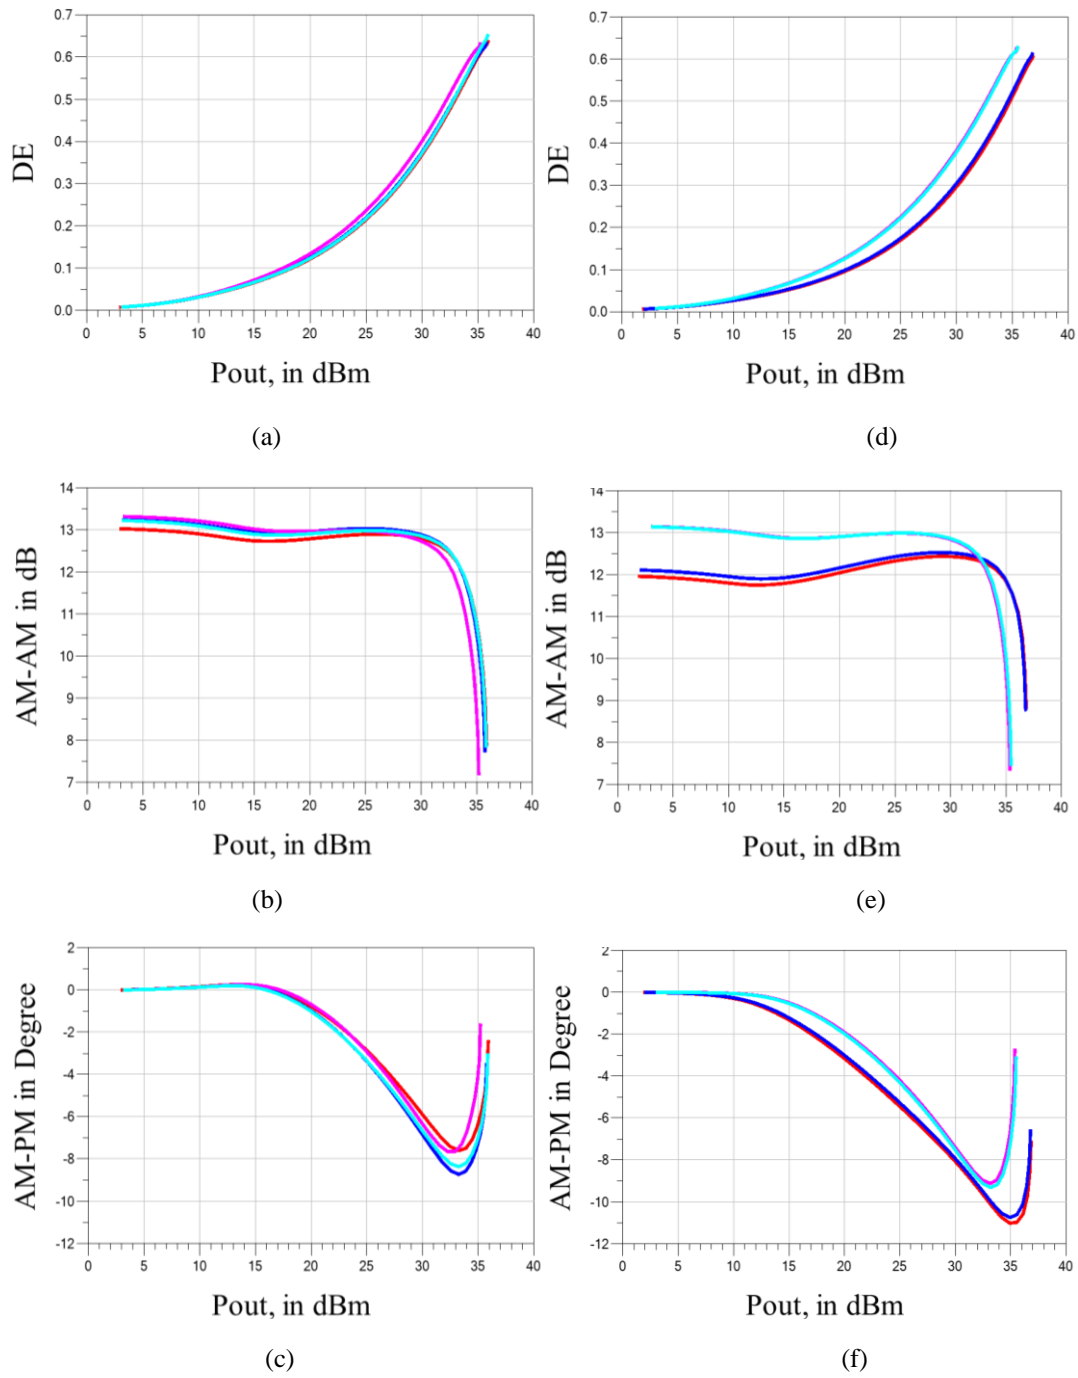 0.7
0.6
0.5
0.4
0.3
0.2
0.1
0.0
DE
0 5 10 15 20 25 30 35 40
Pout, in dBm
(a)
0.7
0.6
0.5
0.4
0.3
0.2
0.1
0.0
DE
0 5 10 15 20 25 30 35 40
Pout, in dBm
(d)
14
13
12
11
10
9
8
7
AM-AM in dB
0 5 10 15 20 25 30 35 40
Pout, in dBm
(b)
14
13
12
11
10
9
8
7
AM-AM in dB
0 5 10 15 20 25 30 35 40
Pout, in dBm
(e)
2
0
-2
-4
-6
-8
-10
-12
AM-PM in Degree
0 5 10 15 20 25 30 35 40
Pout, in dBm
(c)
2
0
-2
-4
-6
-8
-10
-12
AM-PM in Degree
0 5 10 15 20 25 30 35 40
Pout, in dBm
(f)